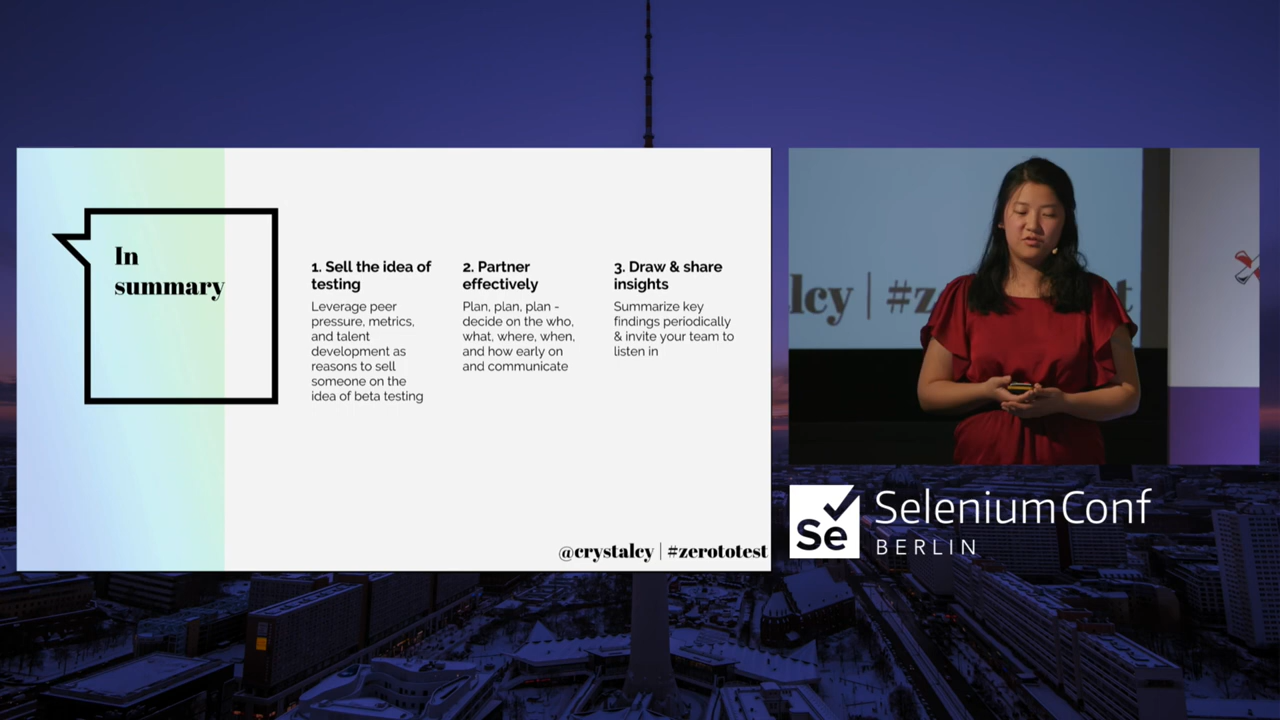 In
summary
1. Sell the idea of
testing
Leverage peer
pressure, metrics,
and talent
development as
reasons to sell
someone on the
idea of beta testing
2. Partner
effectively
Plan, plan, plan -
decide on the who,
what, where, when,
and how early on
and communicate
3. Draw & share
insights
Summarize key
findings periodically
& invite your team to
listen in
@crystalcy | #zerototest
lcy | #ze t
Se
SeleniumConf
BERLIN